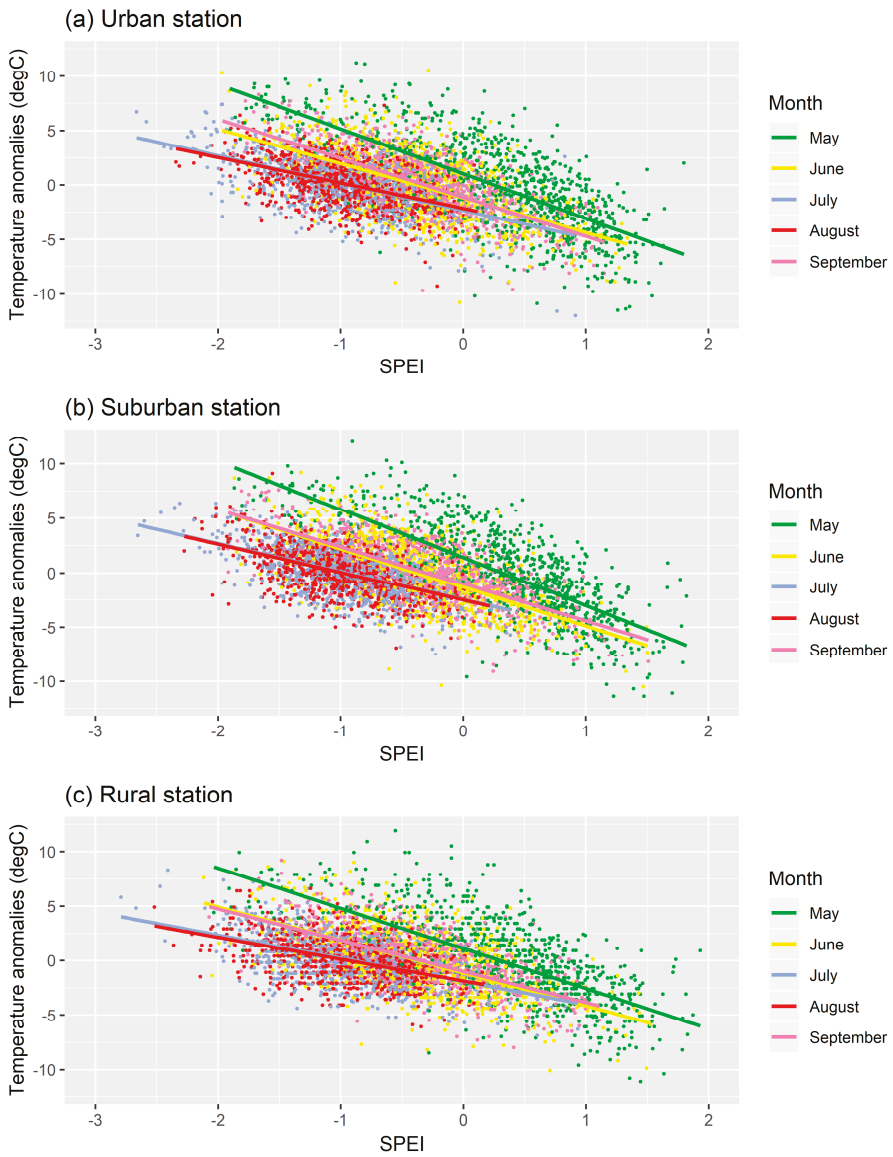 (a) Urban station
Temperature anomalies (degC)
10
5
0
-5
-10
-3 -2 -1 0 1 2
SPEI
Month
May
June
July
August
September
(b) Suburban station
Temperature anomalies (degC)
10
5
0
-5
-10
-3 -2 -1 0 1 2
SPEI
Month
May
June
July
August
September
(c) Rural station
Temperature anomalies (degC)
10
5
0
-5
-10
-3 -2 -1 0 1 2
SPEI
Month
May
June
July
August
September